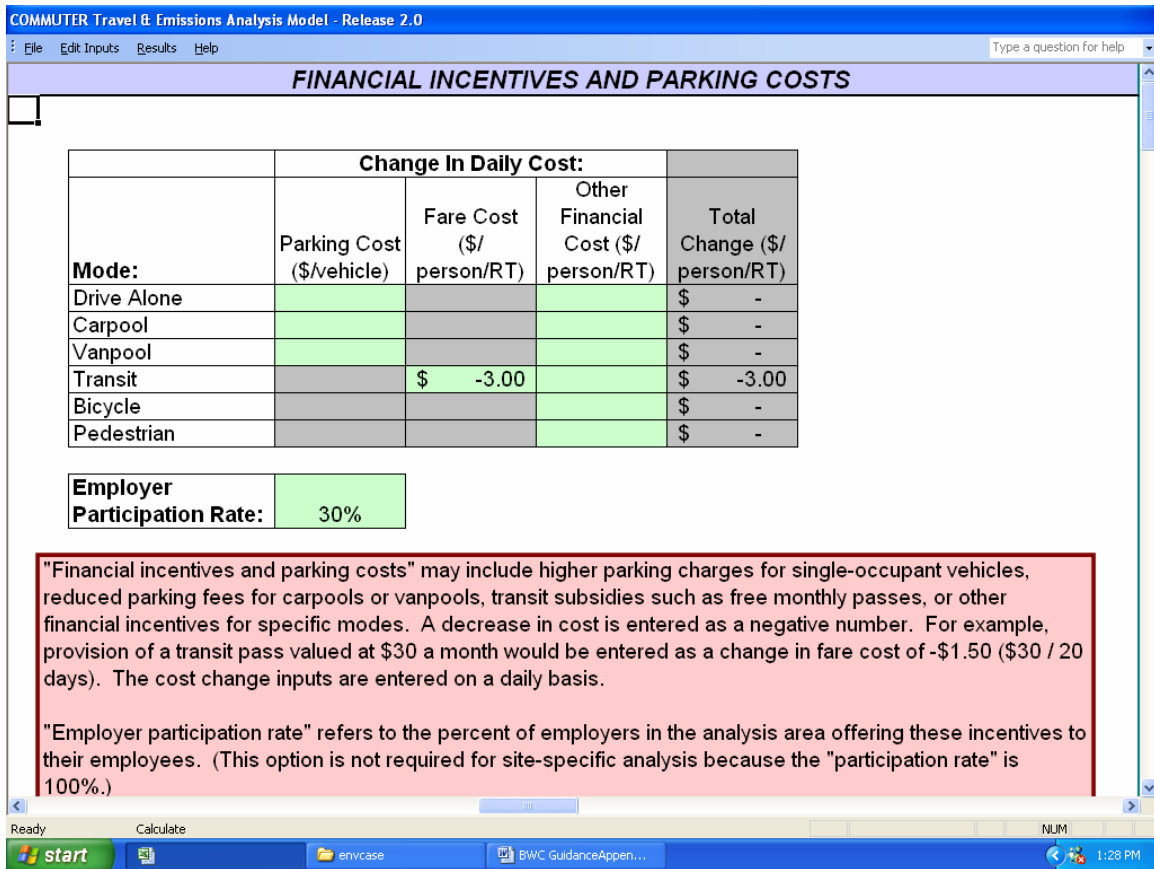 COMMUTER Travel & Emissions Analysis Model - Release 2.0
File Edit Inputs Results Help Type a question for help
FINANCIAL INCENTIVES AND PARKING COSTS
Change In Daily Cost:
Mode: Parking Cost ($/vehicle) Fare Cost ($/ person/RT) Other Financial Cost ($/ person/RT) Total Change ($/ person/RT)
Drive Alone $ -
Carpool $ -
Vanpool $ -
Transit $ -3.00 $ -3.00
Bicycle $ -
Pedestrian $ -
Employer
Participation Rate: 30%
"Financial incentives and parking costs" may include higher parking charges for single-occupant vehicles,
reduced parking fees for carpools or vanpools, transit subsidies such as free monthly passes, or other
financial incentives for specific modes. A decrease in cost is entered as a negative number. For example,
provision of a transit pass valued at $30 a month would be entered as a change in fare cost of -$1.50 ($30 / 20
days). The cost change inputs are entered on a daily basis.
"Employer participation rate" refers to the percent of employers in the analysis area offering these incentives to
their employees. (This option is not required for site-specific analysis because the "participation rate" is
100%.)
Ready Calculate NUM
start envcase BWC GuidanceAppen... 1:28 PM